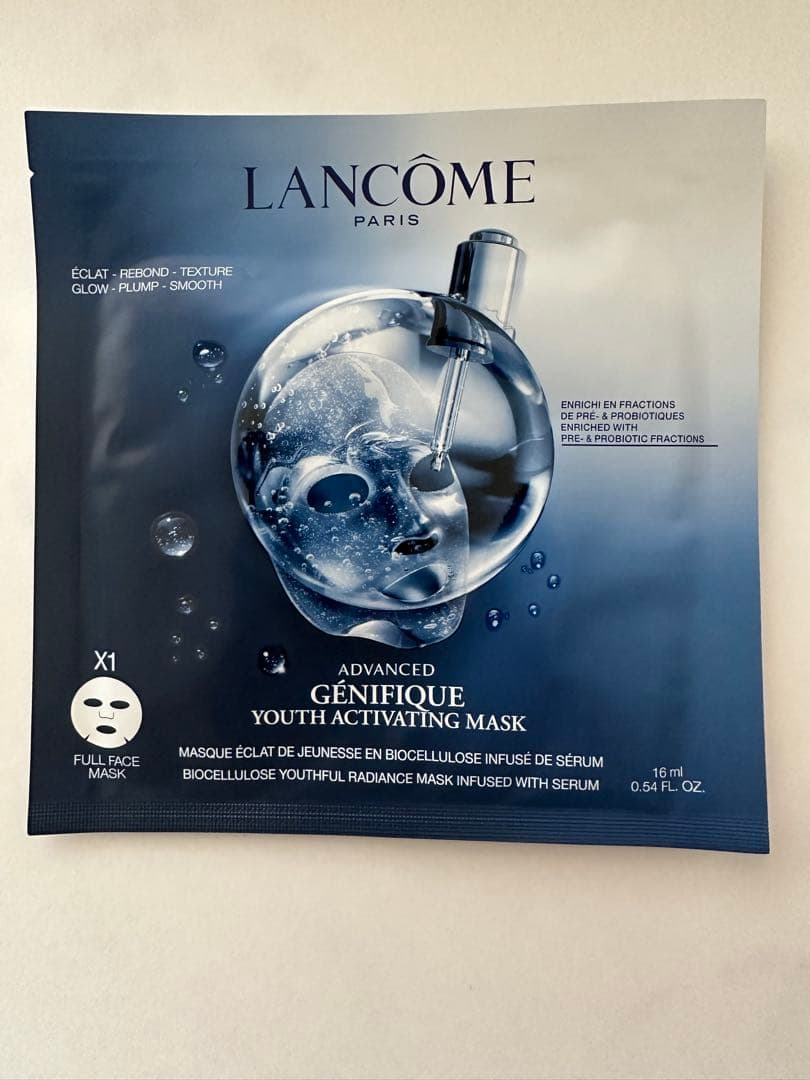 LANCÔME
PARIS
ÉCLAT - REBOND - TEXTURE
GLOW - PLUMP - SMOOTH
ENRICHI EN FRACTIONS
DE PRÉ- & PROBIOTIQUES
ENRICHED WITH
PRE- & PROBIOTIC FRACTIONS
X1
FULL FACE
MASK
ADVANCED
GÉNIFIQUE
YOUTH ACTIVATING MASK
MASQUE ÉCLAT DE JEUNESSE EN BIOCELLULOSE INFUSÉ DE SÉRUM
BIOCELLULOSE YOUTHFUL RADIANCE MASK INFUSED WITH SERUM
16 ml
0.54 FL. OZ.